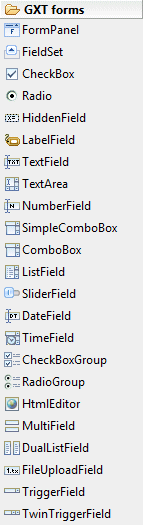 GXT forms
FormPanel
FieldSet
CheckBox
Radio
HiddenField
LabelField
TextField
TextArea
NumberField
SimpleComboBox
ComboBox
ListField
SliderField
DateField
TimeField
CheckBoxGroup
RadioGroup
HtmlEditor
MultiField
DualListField
FileUploadField
TriggerField
TwinTriggerField